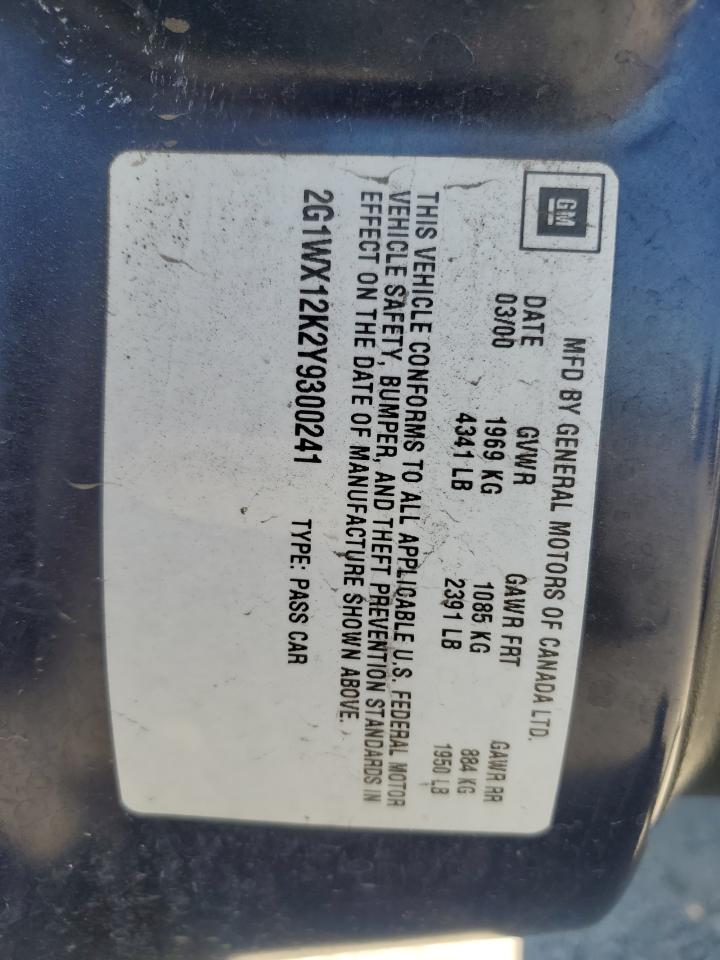 GM
MFD BY GENERAL MOTORS OF CANADA LTD.
DATE GVWR GAWR FRT GAWR RR
03/00 1969 KG 1085 KG 884 KG
4341 LB 2391 LB 1950 LB
THIS VEHICLE CONFORMS TO ALL APPLICABLE U.S. FEDERAL MOTOR
VEHICLE SAFETY, BUMPER, AND THEFT PREVENTION STANDARDS IN
EFFECT ON THE DATE OF MANUFACTURE SHOWN ABOVE.
2G1WX12K2Y9300241 TYPE: PASS CAR